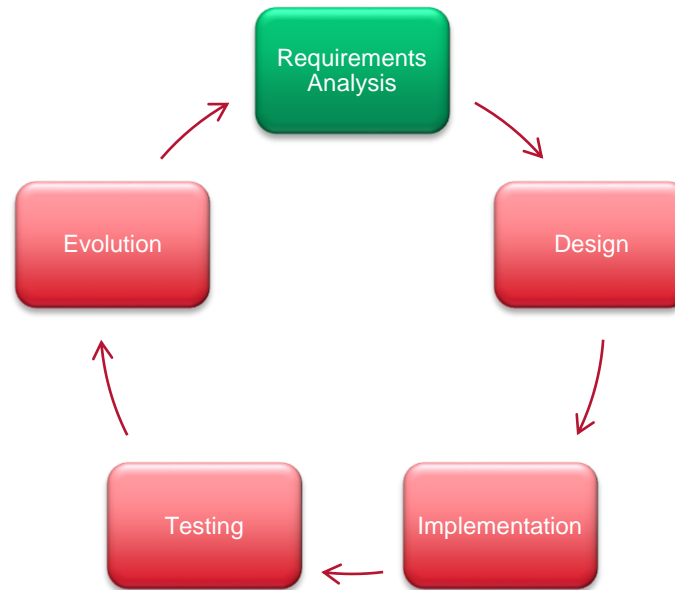 Requirements
Analysis
Design
Implementation
Testing
Evolution